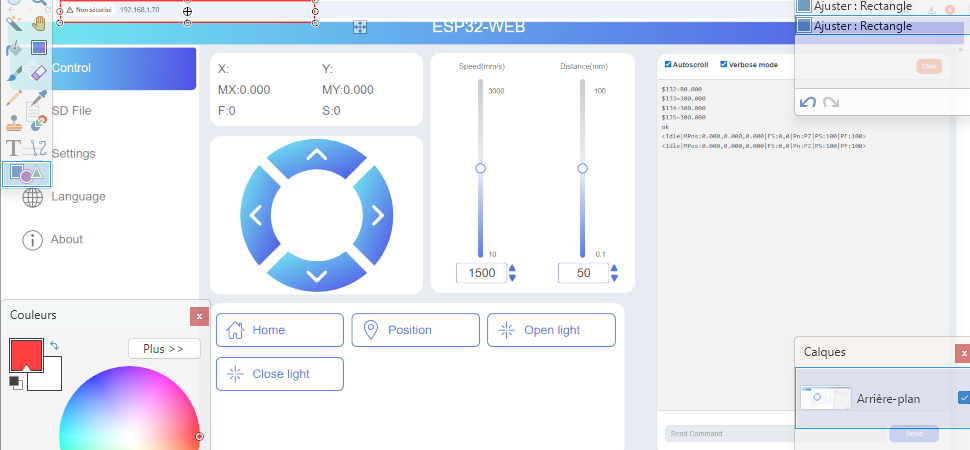 Non sécurisé 192.168.1.70
Ajuster : Rectangle
Ajuster : Rectangle
ESP32-WEB
Control
SD File
Settings
Language
About
X: Y:
MX:0.000 MY:0.000
F:0 S:0
Speed(mm/s) Distance(mm)
3000 100
10 0.1
1500 50
Autoscroll Verbose mode Clear
$132=80.000
$133=300.000
$134=300.000
$135=300.000
ok
<Idle|MPos:0.000,0.000,0.000|FS:0,0|Pn:PZ|PS:100|PF:100>
<Idle|MPos:0.000,0.000,0.000|FS:0,0|Pn:PZ|PS:100|PF:100>
Home Position Open light
Close light
Couleurs x
Plus >>
Calques x
Arrière-plan
Send Command Send